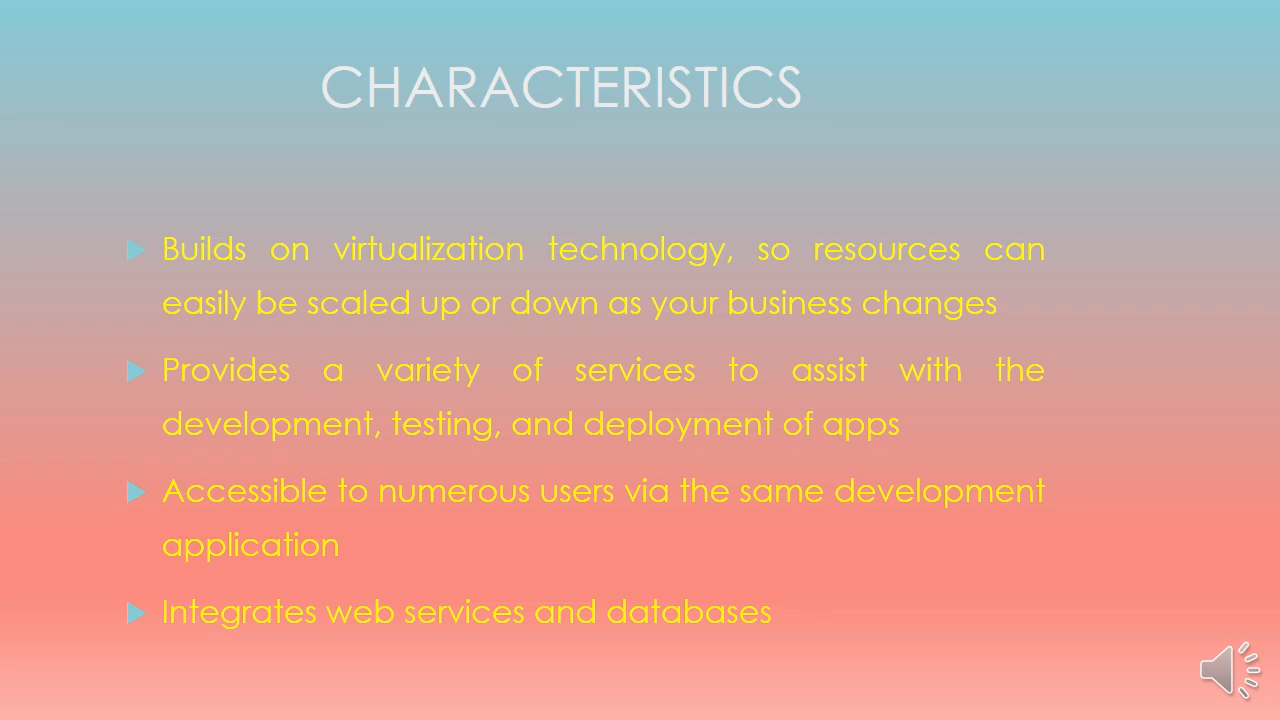 CHARACTERISTICS
Builds on virtualization technology, so resources can
easily be scaled up or down as your business changes
Provides a variety of services to assist with the
development, testing, and deployment of apps
Accessible to numerous users via the same development
application
Integrates web services and databases